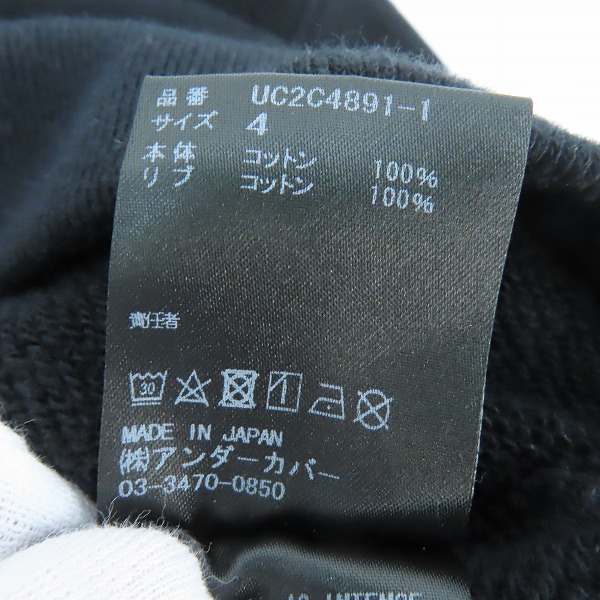 品番 UC2C4891-1
サイズ 4
本体 コットン 100%
リブ コットン 100%
責任者
30
MADE IN JAPAN
㈱アンダーカバー
03-3470-0850